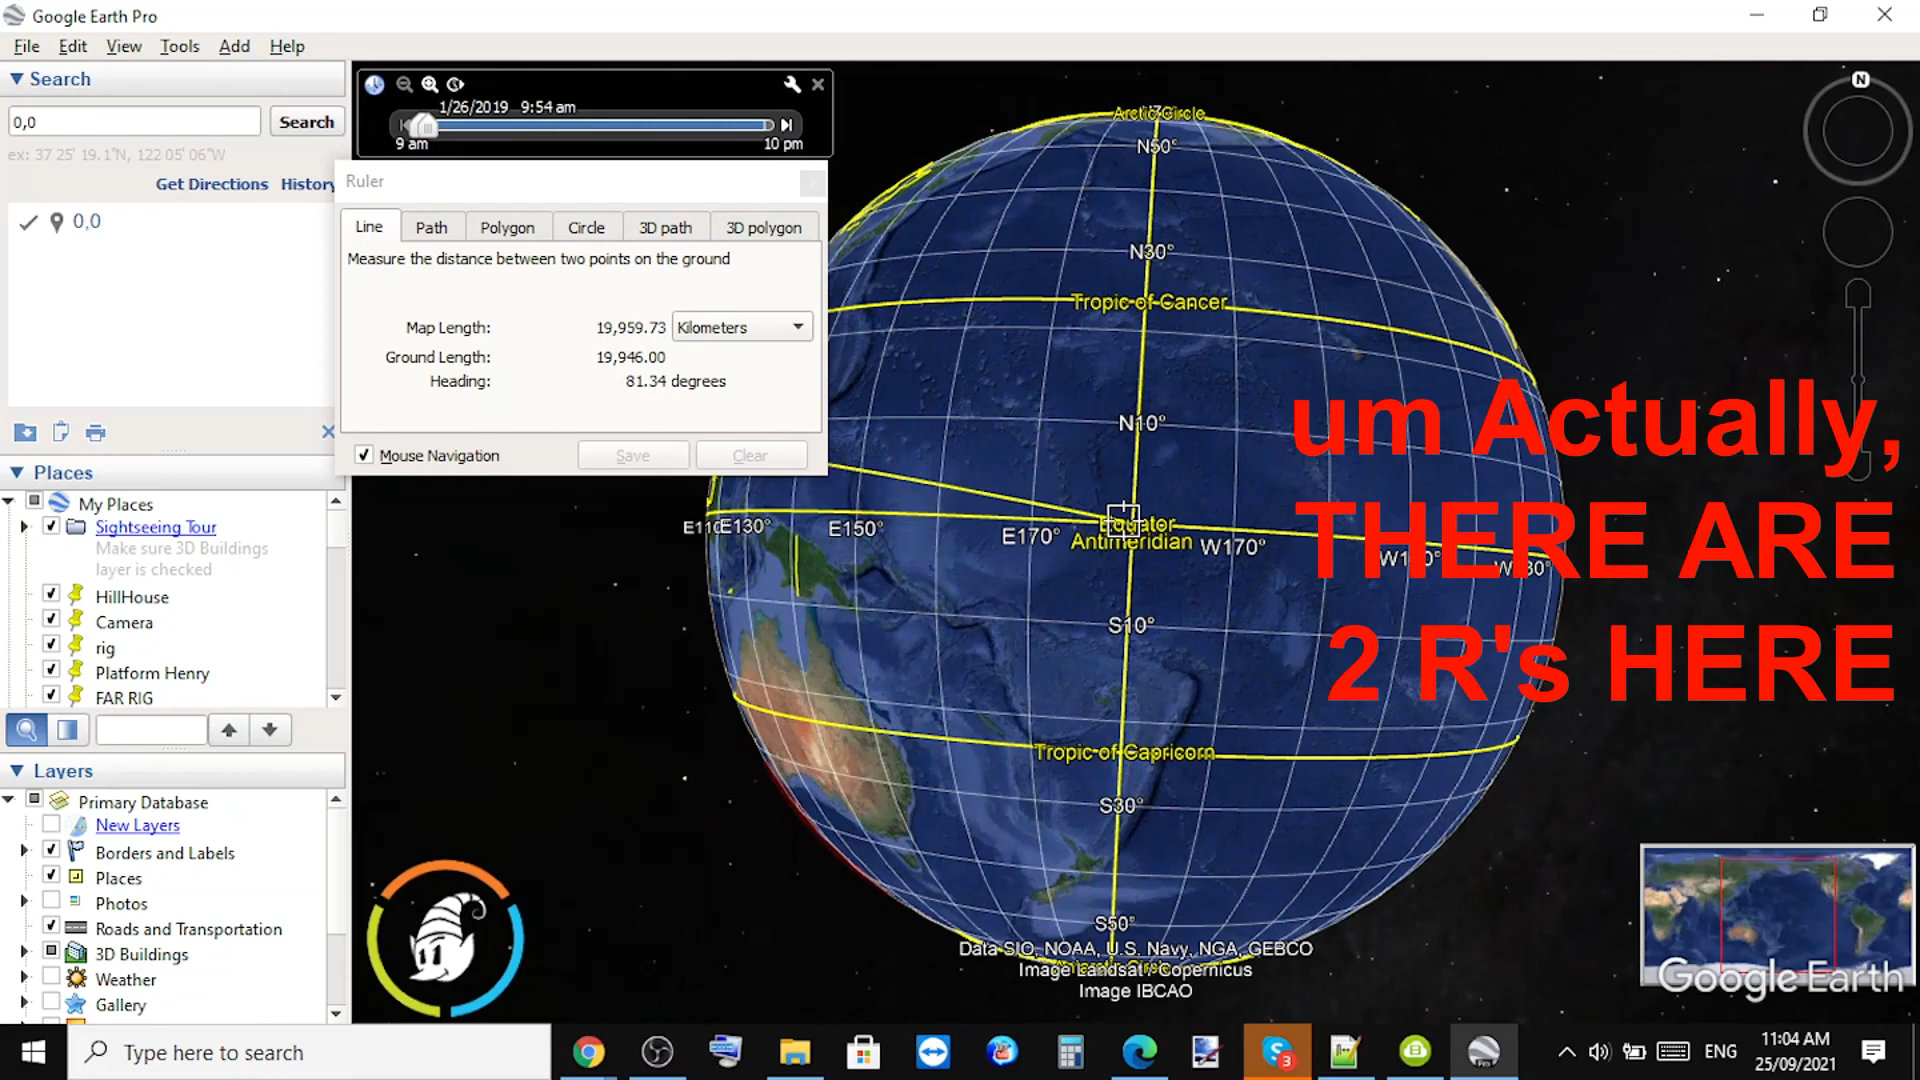 Google Earth Pro
File Edit View Tools Add Help
Search
0,0
Search
ex: 37 25' 19.1"N, 122 05' 06"W
Get Directions History
0,0
1/26/2019 9:54 am
9 am
10 pm
Ruler
Line Path Polygon Circle 3D path 3D polygon
Measure the distance between two points on the ground
Map Length: 19,959.73 Kilometers
Ground Length: 19,946.00
Heading: 81.34 degrees
Mouse Navigation
Save
Clear
Places
My Places
Sightseeing Tour
Make sure 3D Buildings
layer is checked
HillHouse
Camera
rig
Platform Henry
FAR RIG
Layers
Primary Database
New Layers
Borders and Labels
Places
Photos
Roads and Transportation
3D Buildings
Weather
Gallery
Arctic Circle
N50°
N30°
Tropic of Cancer
N10°
Equator
E130° E150° E170° Antimeridian W170°
S10°
Tropic of Capricorn
S30°
S50°
um Actually,
THERE ARE
2 R's HERE
N
Data SIO, NOAA, U.S. Navy, NGA, GEBCO
Image Landsat / Copernicus
Image IBCAO
Google Earth
Type here to search
3
Pro
ENG
11:04 AM
25/09/2021